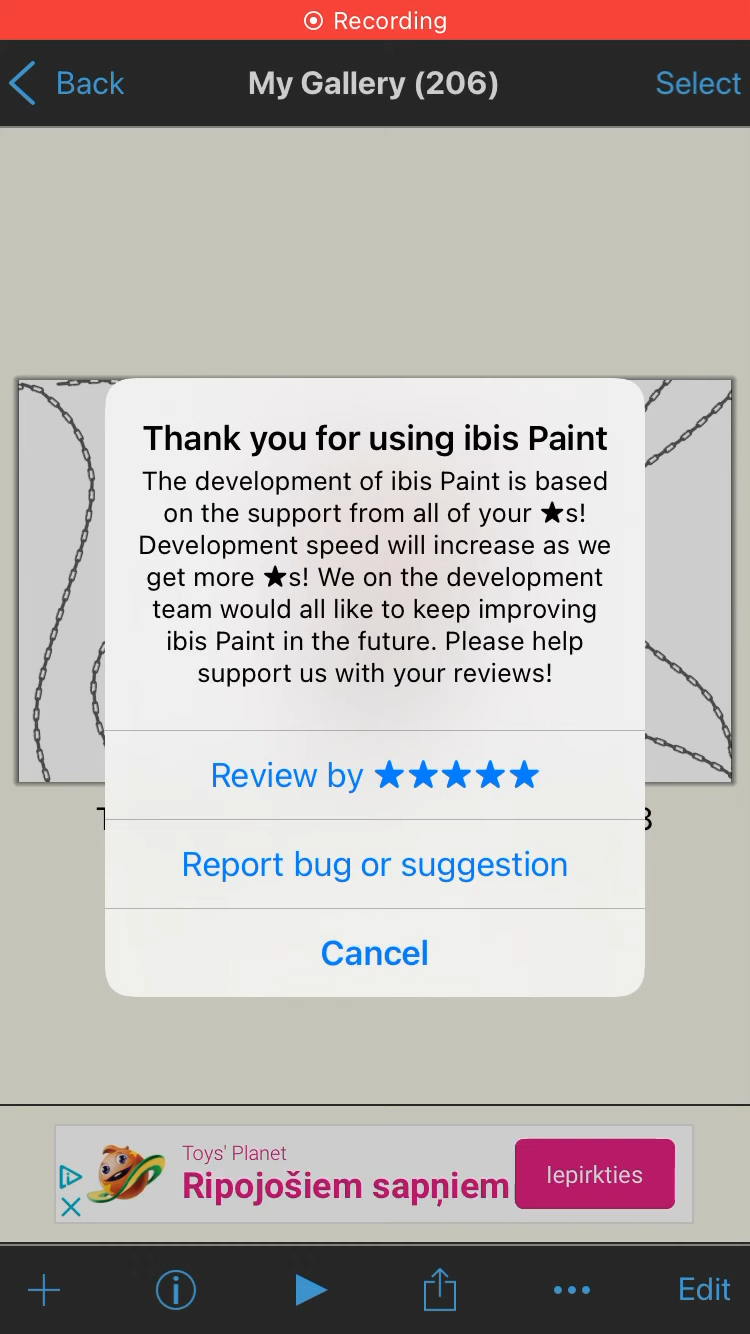 Recording
Back
My Gallery (206)
Select
Thank you for using ibis Paint
The development of ibis Paint is based
on the support from all of your ★s!
Development speed will increase as we
get more ★s! We on the development
team would all like to keep improving
ibis Paint in the future. Please help
support us with your reviews!
Review by ★★★★★
Report bug or suggestion
Cancel
Toys' Planet
Ripojošiem sapņiem
Iepirkties
Edit